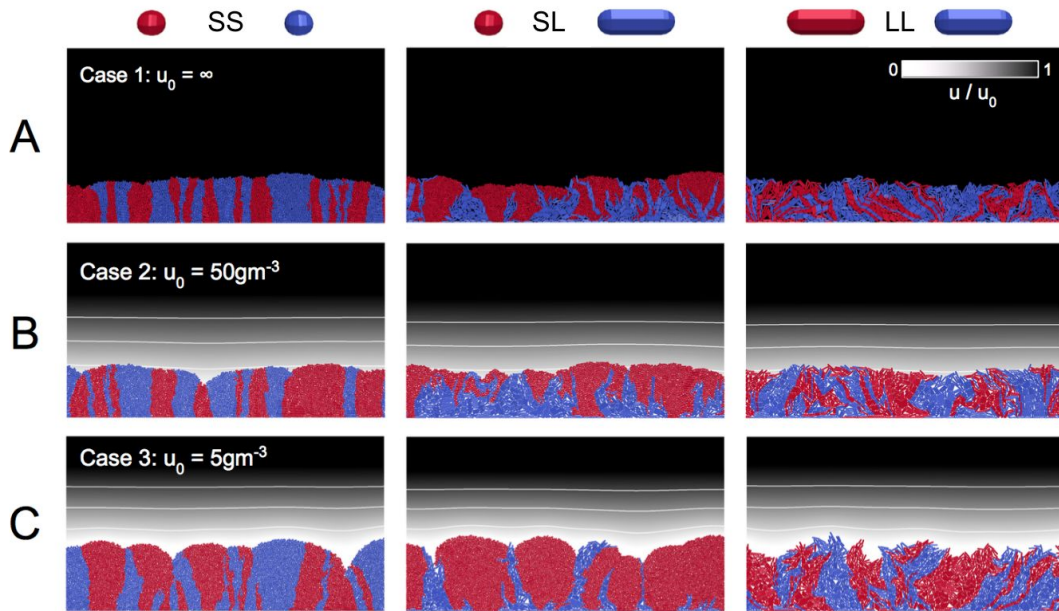 SS SL LL
Case 1: u₀ = ∞
0 1
u / u₀
A
Case 2: u₀ = 50gm⁻³
B
Case 3: u₀ = 5gm⁻³
C